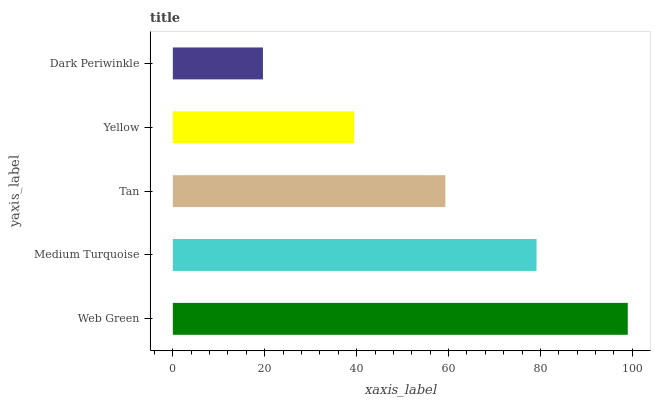 title
Dark Periwinkle
Yellow
Tan
Medium Turquoise
Web Green
yaxis_label
0 20 40 60 80 100
xaxis_label